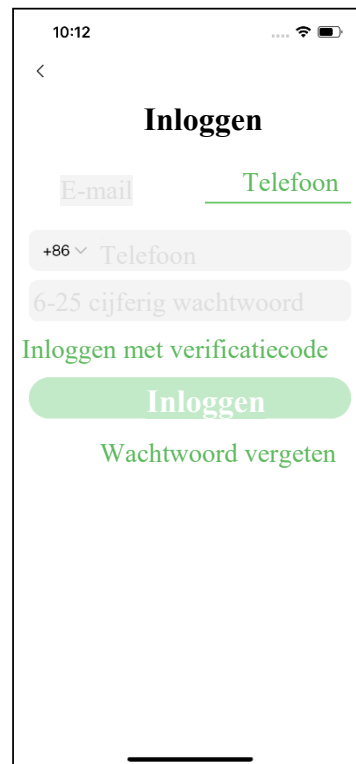 10:12
Inloggen
E-mail
Telefoon
+86 Telefoon
6-25 cijferig wachtwoord
Inloggen met verificatiecode
Inloggen
Wachtwoord vergeten